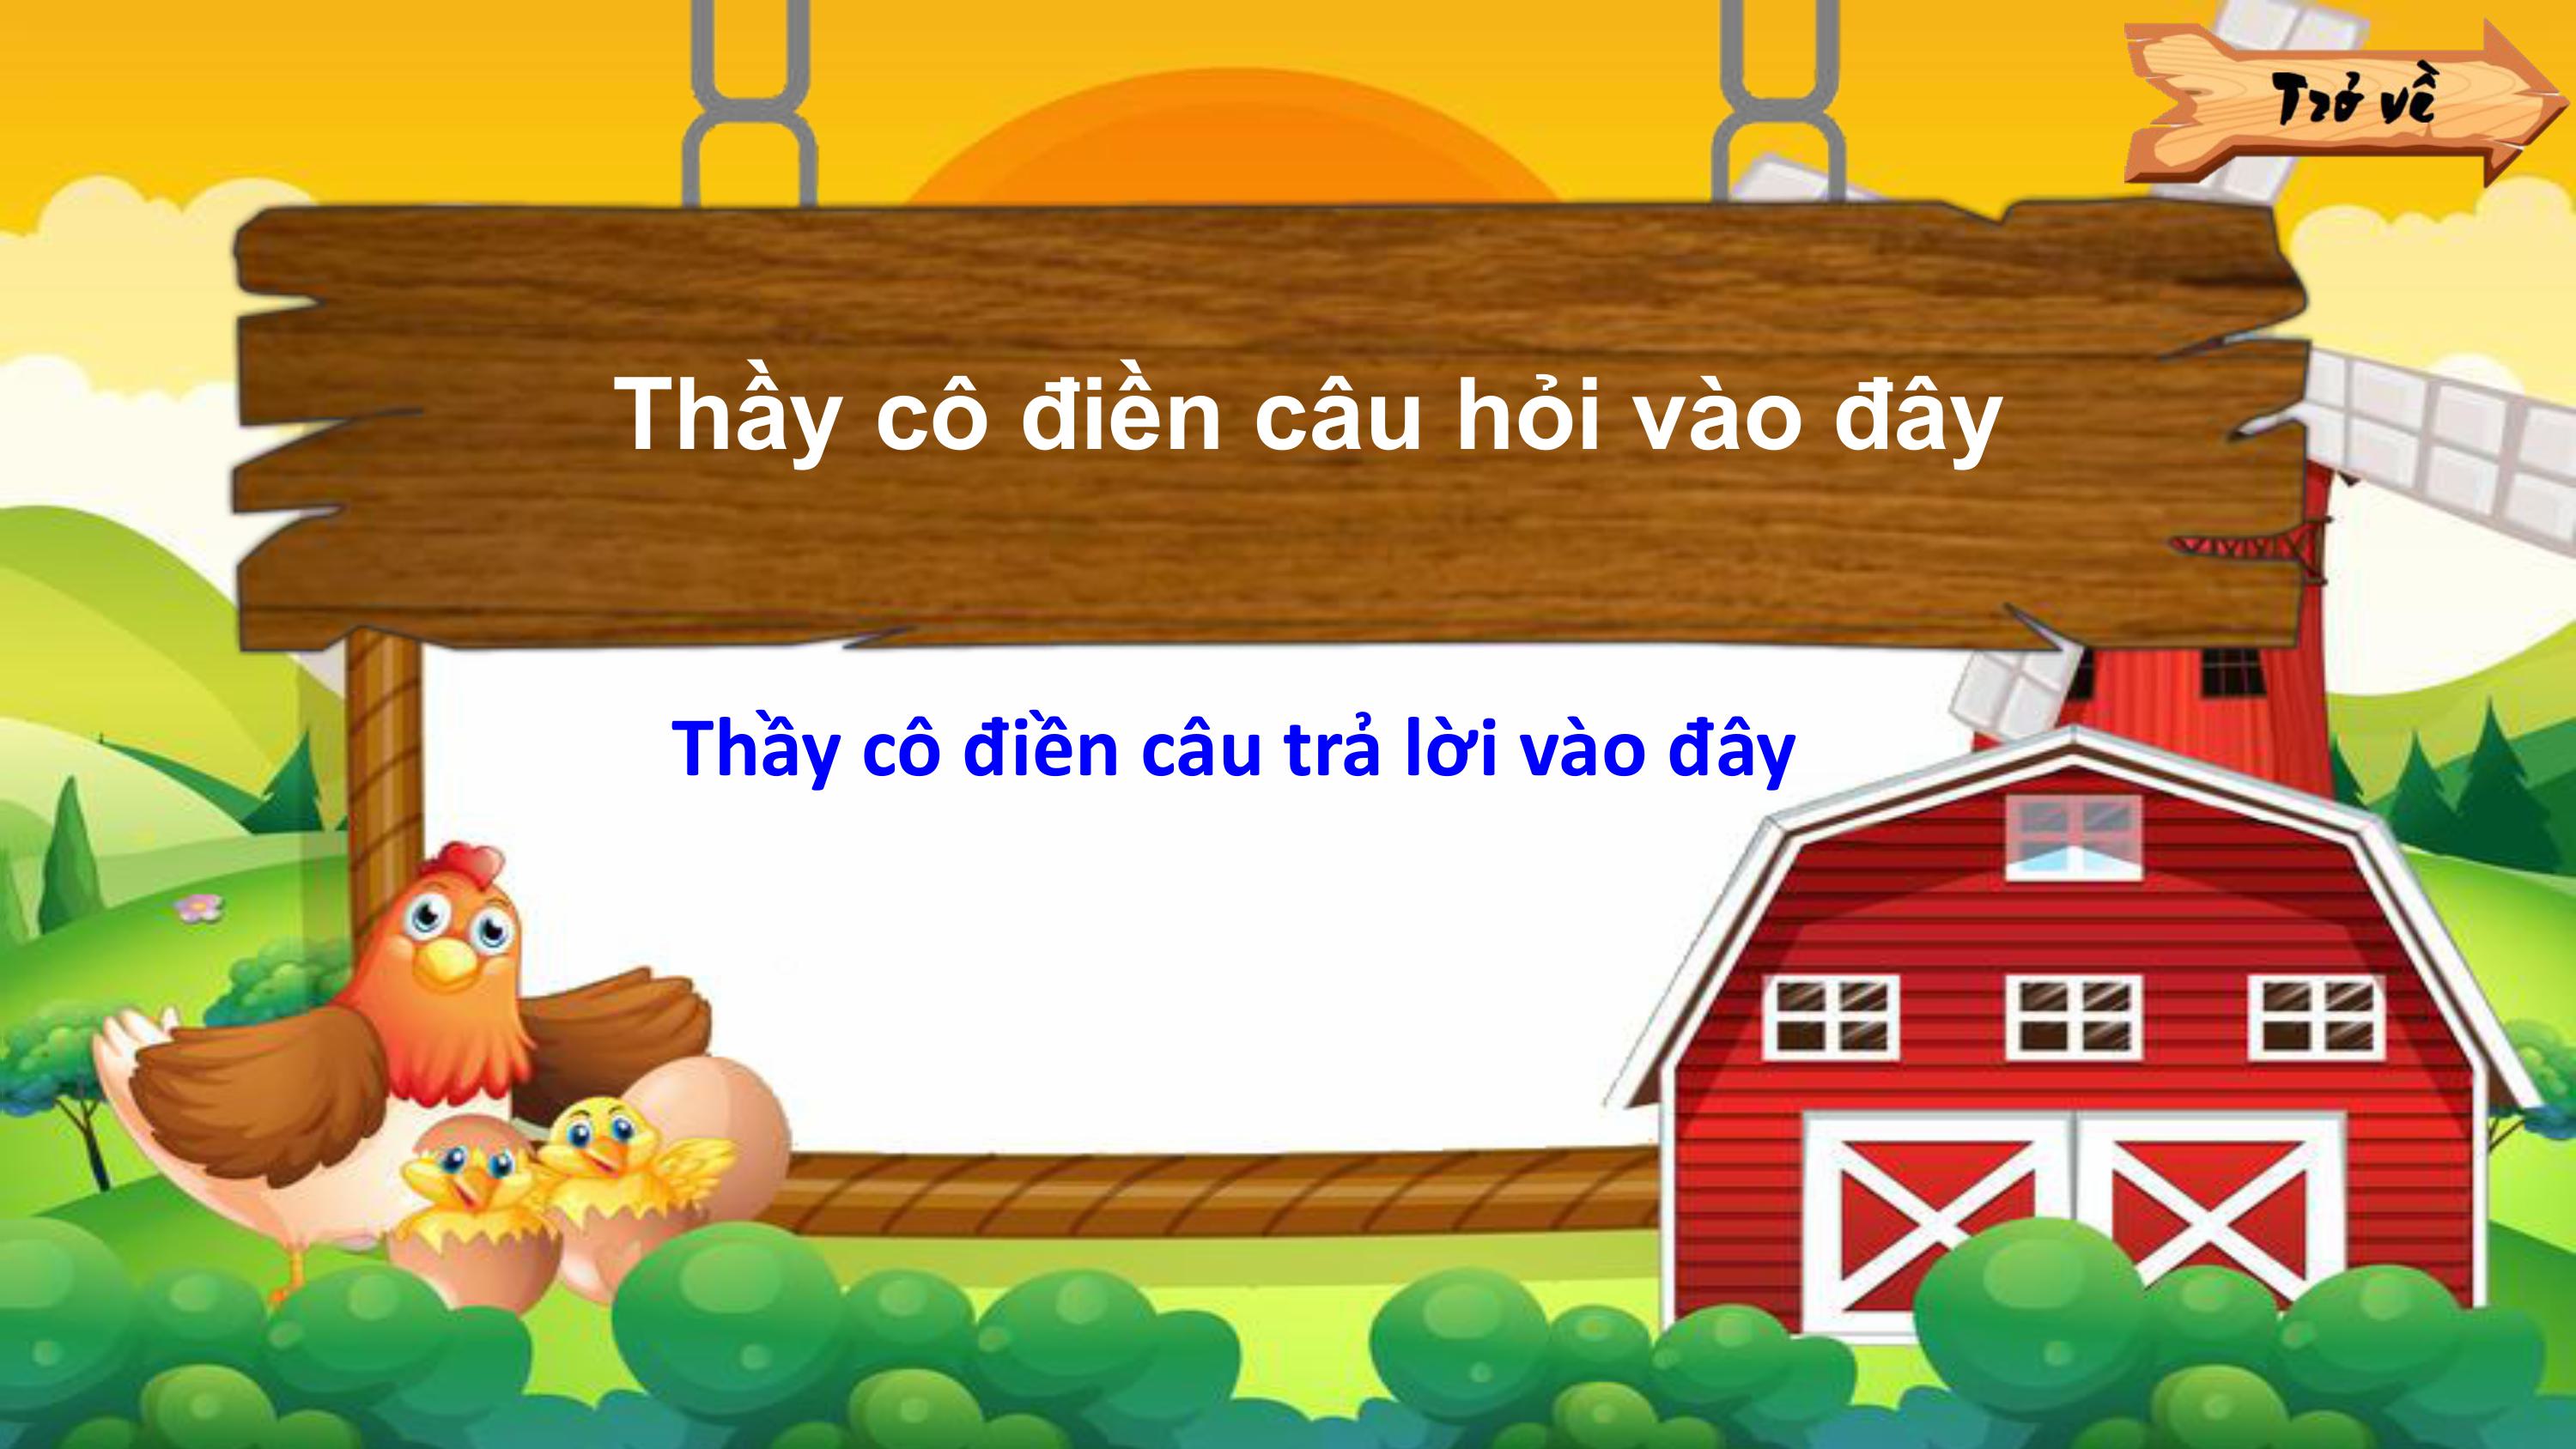 Trở về
Thầy cô điền câu hỏi vào đây
Thầy cô điền câu trả lời vào đây